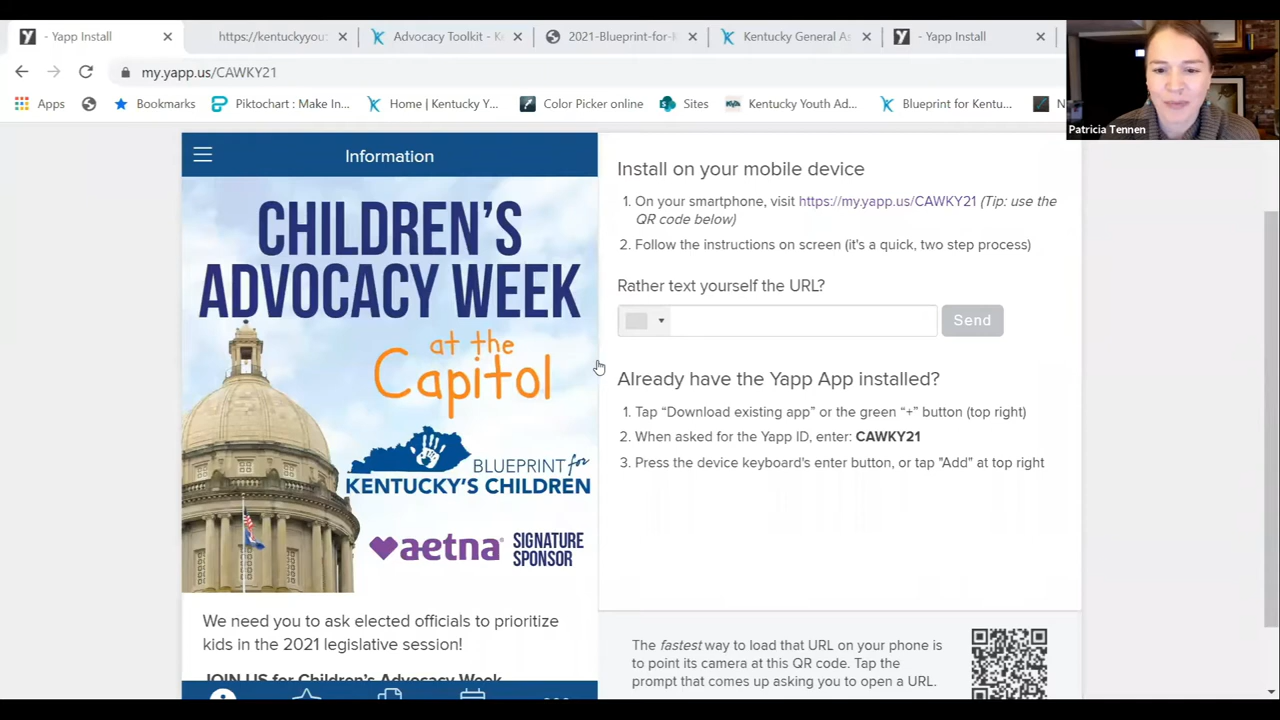 - Yapp Install
https://kentuckyyou
Advocacy Toolkit - K
2021-Blueprint-for-
Kentucky General As
- Yapp Install
my.yapp.us/CAWKY21
Apps
Bookmarks
Piktochart : Make In...
Home | Kentucky Y...
Color Picker online
Sites
Kentucky Youth Ad...
Blueprint for Kentu...
Patricia Tennen
Information
CHILDREN'S
ADVOCACY WEEK
at the
Capitol
BLUEPRINT for
KENTUCKY'S CHILDREN
aetna
SIGNATURE
SPONSOR
We need you to ask elected officials to prioritize
kids in the 2021 legislative session!
JOIN US for Children's Advocacy Week
Install on your mobile device
1. On your smartphone, visit https://my.yapp.us/CAWKY21 (Tip: use the
QR code below)
2. Follow the instructions on screen (it's a quick, two step process)
Rather text yourself the URL?
Send
Already have the Yapp App installed?
1. Tap “Download existing app” or the green “+” button (top right)
2. When asked for the Yapp ID, enter: CAWKY21
3. Press the device keyboard's enter button, or tap "Add" at top right
The fastest way to load that URL on your phone is
to point its camera at this QR code. Tap the
prompt that comes up asking you to open a URL.